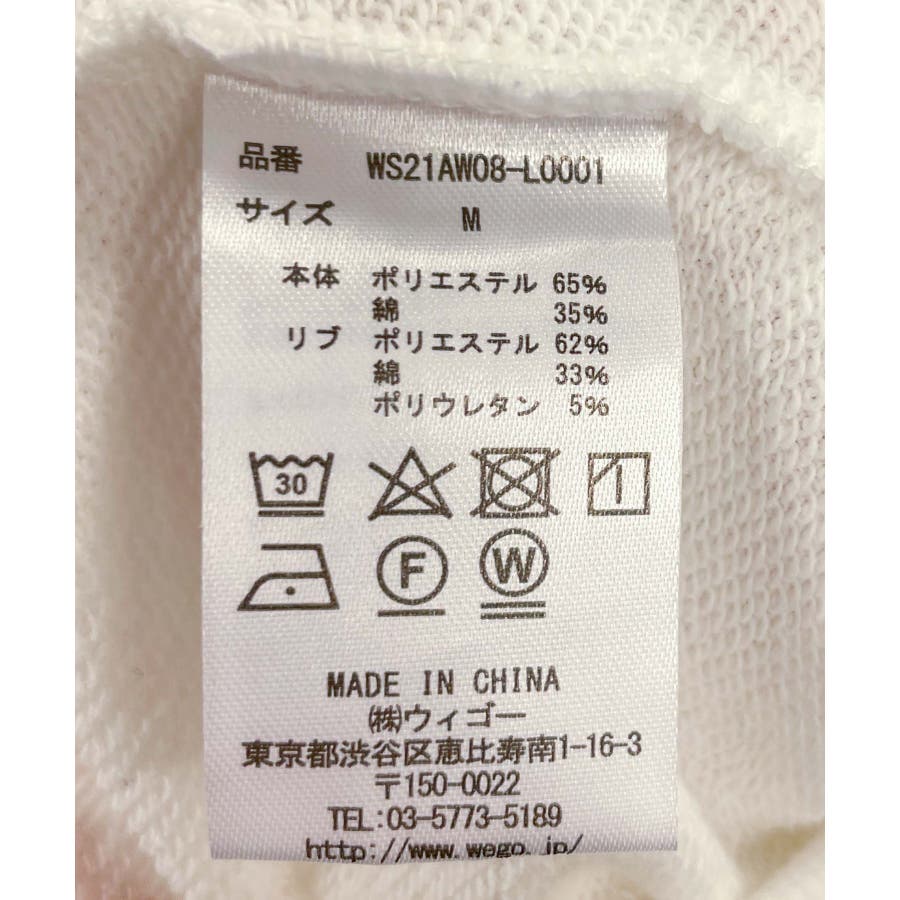 品番 WS21AW08-L0001
サイズ M
本体 ポリエステル 65%
綿 35%
リブ ポリエステル 62%
綿 33%
ポリウレタン 5%
30
F W
MADE IN CHINA
㈱ウィゴー
東京都渋谷区恵比寿南1-16-3
〒150-0022
TEL:03-5773-5189
http://www.wego.jp/